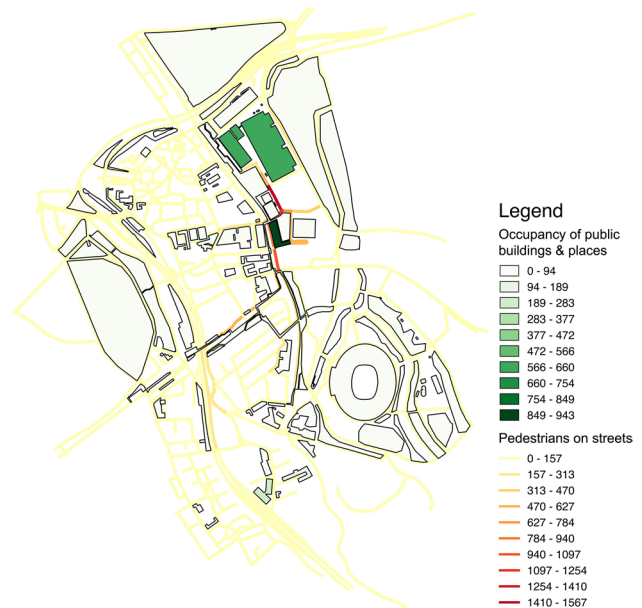 Legend
Occupancy of public
buildings & places
0 - 94
94 - 189
189 - 283
283 - 377
377 - 472
472 - 566
566 - 660
660 - 754
754 - 849
849 - 943
Pedestrians on streets
0 - 157
157 - 313
313 - 470
470 - 627
627 - 784
784 - 940
940 - 1097
1097 - 1254
1254 - 1410
1410 - 1567